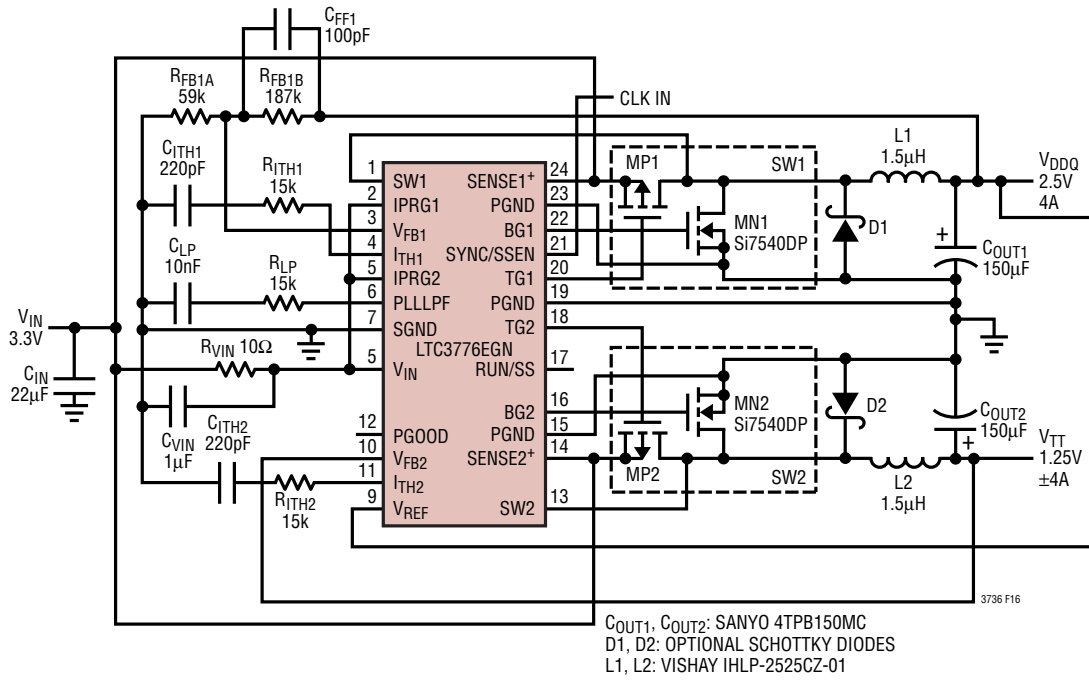 CFF1
100pF
RFB1A
59k
RFB1B
187k
CLK IN
CITH1
220pF
RITH1
15k
CLP
10nF
RLP
15k
VIN
3.3V
CIN
22µF
RVIN 10Ω
CVIN
1µF
CITH2
220pF
RITH2
15k
1 SW1
2 IPRG1
3 VFB1
4 ITH1
5 IPRG2
6 PLLLPF
7 SGND
5 VIN
12 PGOOD
10 VFB2
11 ITH2
9 VREF
LTC3776EGN
SENSE1+ 24
PGND 23
BG1 22
SYNC/SSEN 21
TG1 20
PGND 19
TG2 18
RUN/SS 17
BG2 16
PGND 15
SENSE2+ 14
SW2 13
MP1
SW1
MN1
Si7540DP
D1
L1
1.5µH
VDDQ
2.5V
4A
+
COUT1
150µF
MN2
Si7540DP
MP2
SW2
D2
L2
1.5µH
COUT2
150µF
+
VTT
1.25V
±4A
3736 F16
COUT1, COUT2: SANYO 4TPB150MC
D1, D2: OPTIONAL SCHOTTKY DIODES
L1, L2: VISHAY IHLP-2525CZ-01